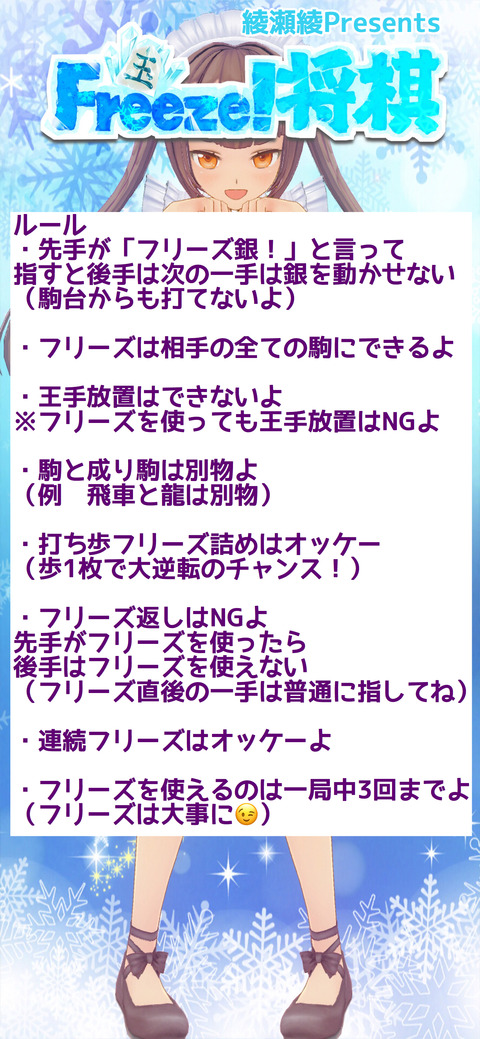 綾瀬綾Presents
玉
Freeze!将棋
ルール
・先手が「フリーズ銀！」と言って
指すと後手は次の一手は銀を動かせない
（駒台からも打てないよ）
・フリーズは相手の全ての駒にできるよ
・王手放置はできないよ
※フリーズを使っても王手放置はNGよ
・駒と成り駒は別物よ
（例　飛車と龍は別物）
・打ち歩フリーズ詰めはオッケー
（歩1枚で大逆転のチャンス！）
・フリーズ返しはNGよ
先手がフリーズを使ったら
後手はフリーズを使えない
（フリーズ直後の一手は普通に指してね）
・連続フリーズはオッケーよ
・フリーズを使えるのは一局中3回までよ
（フリーズは大事に😉）